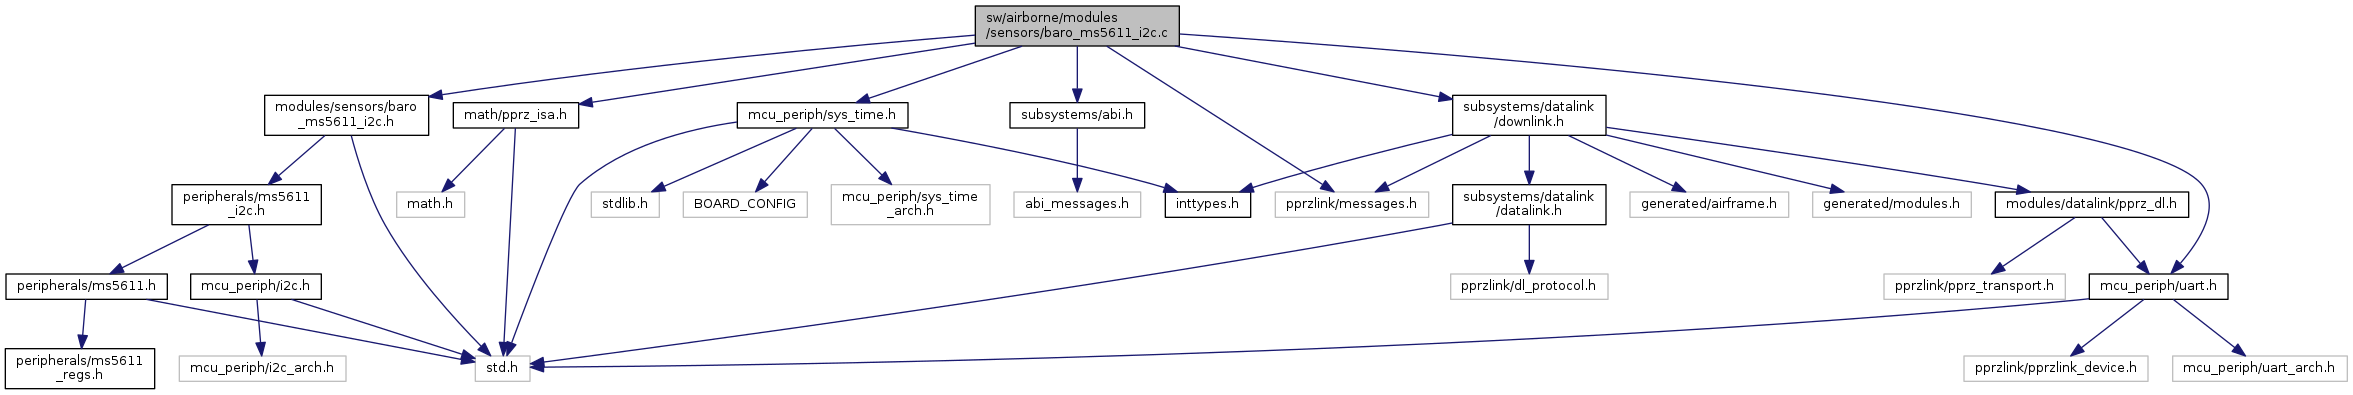 sw/airborne/modules
/sensors/baro_ms5611_i2c.c
modules/sensors/baro
_ms5611_i2c.h
math/pprz_isa.h
mcu_periph/sys_time.h
subsystems/abi.h
subsystems/datalink
/downlink.h
peripherals/ms5611
_i2c.h
math.h
stdlib.h
BOARD_CONFIG
mcu_periph/sys_time
_arch.h
abi_messages.h
inttypes.h
pprzlink/messages.h
subsystems/datalink
/datalink.h
generated/airframe.h
generated/modules.h
modules/datalink/pprz_dl.h
peripherals/ms5611.h
mcu_periph/i2c.h
pprzlink/dl_protocol.h
pprzlink/pprz_transport.h
mcu_periph/uart.h
peripherals/ms5611
_regs.h
mcu_periph/i2c_arch.h
std.h
pprzlink/pprzlink_device.h
mcu_periph/uart_arch.h